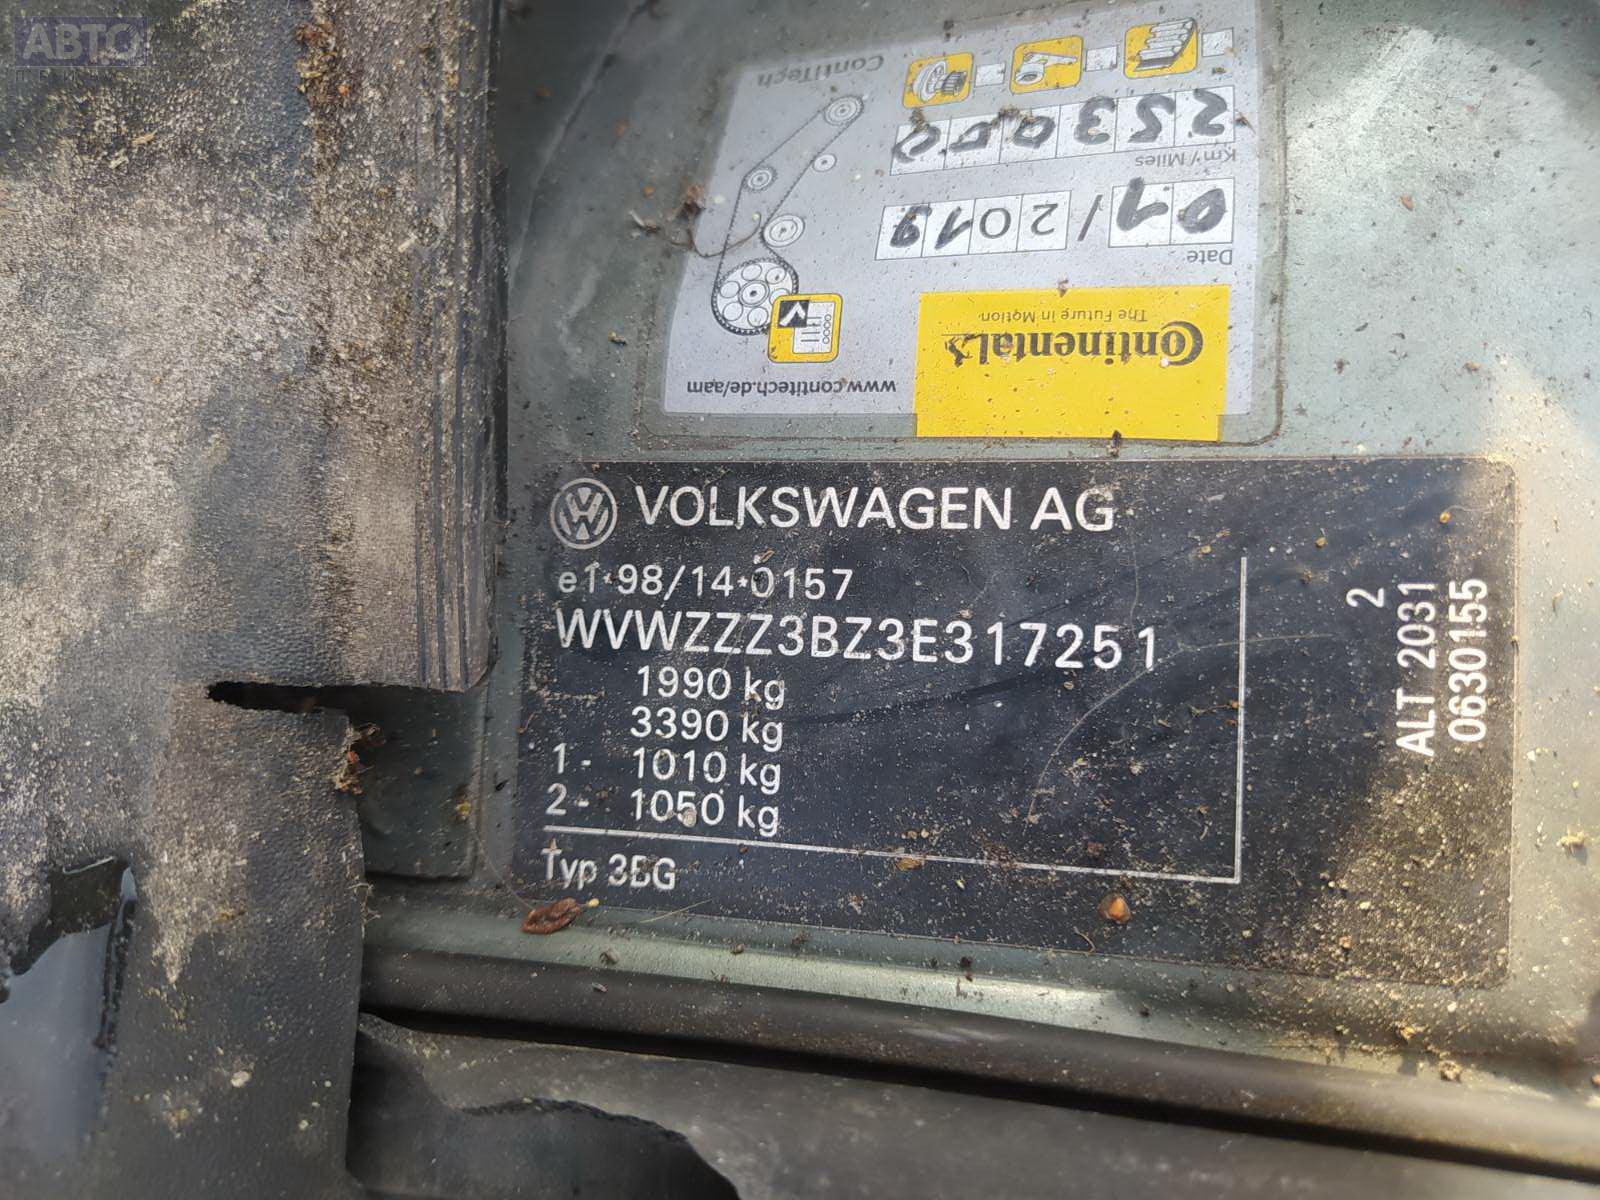 АВТО
www.contitech.de/aam
Continental
The Future in Motion
Date
01/2019
Km / Miles
ContiTech
VOLKSWAGEN AG
e1*98/14*0157
WVWZZZ3BZ3E317251
1990 kg
3390 kg
1- 1010 kg
2- 1050 kg
Typ 3BG
2
ALT 2031
0630155